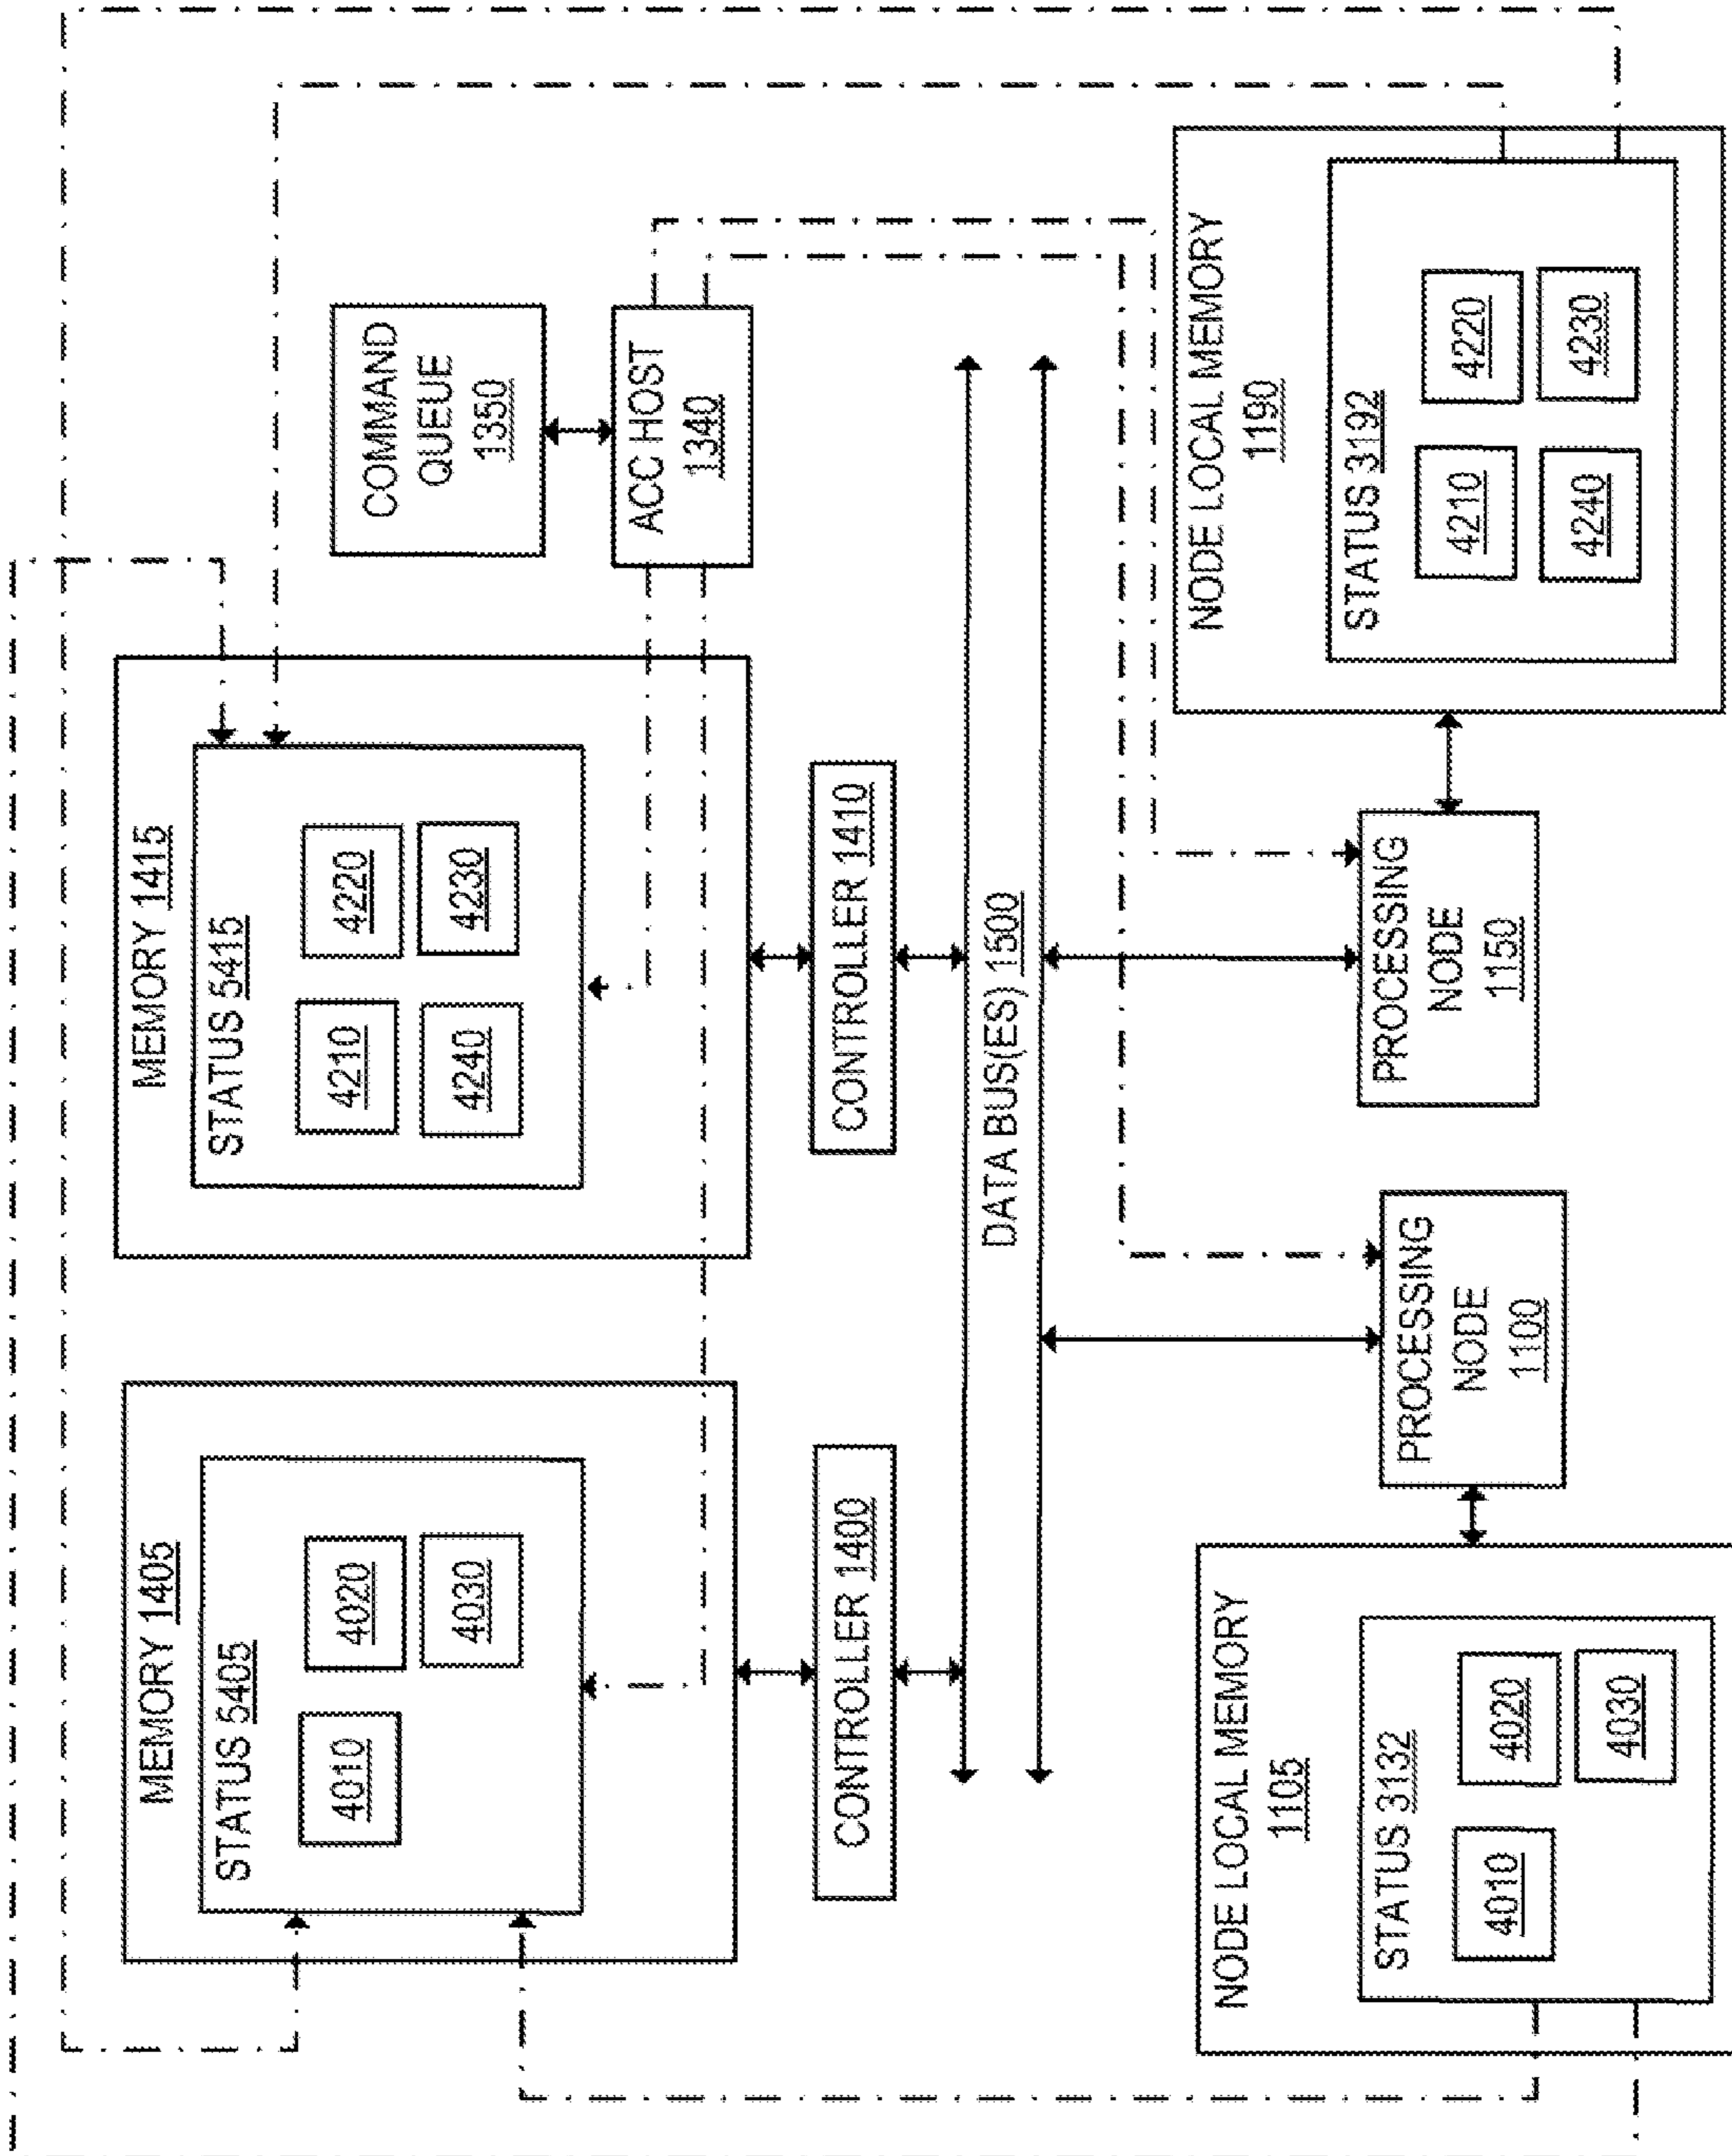 MEMORY 1405
STATUS 5405
4010
4020
4030
MEMORY 1415
STATUS 5415
4210
4220
4240
4230
COMMAND
QUEUE
1350
ACC HOST
1340
CONTROLLER 1400
CONTROLLER 1410
DATA BUS(ES) 1500
NODE LOCAL MEMORY
1105
STATUS 3132
4010
4020
4030
PROCESSING
NODE
1100
PROCESSING
NODE
1150
NODE LOCAL MEMORY
1190
STATUS 3192
4210
4220
4240
4230